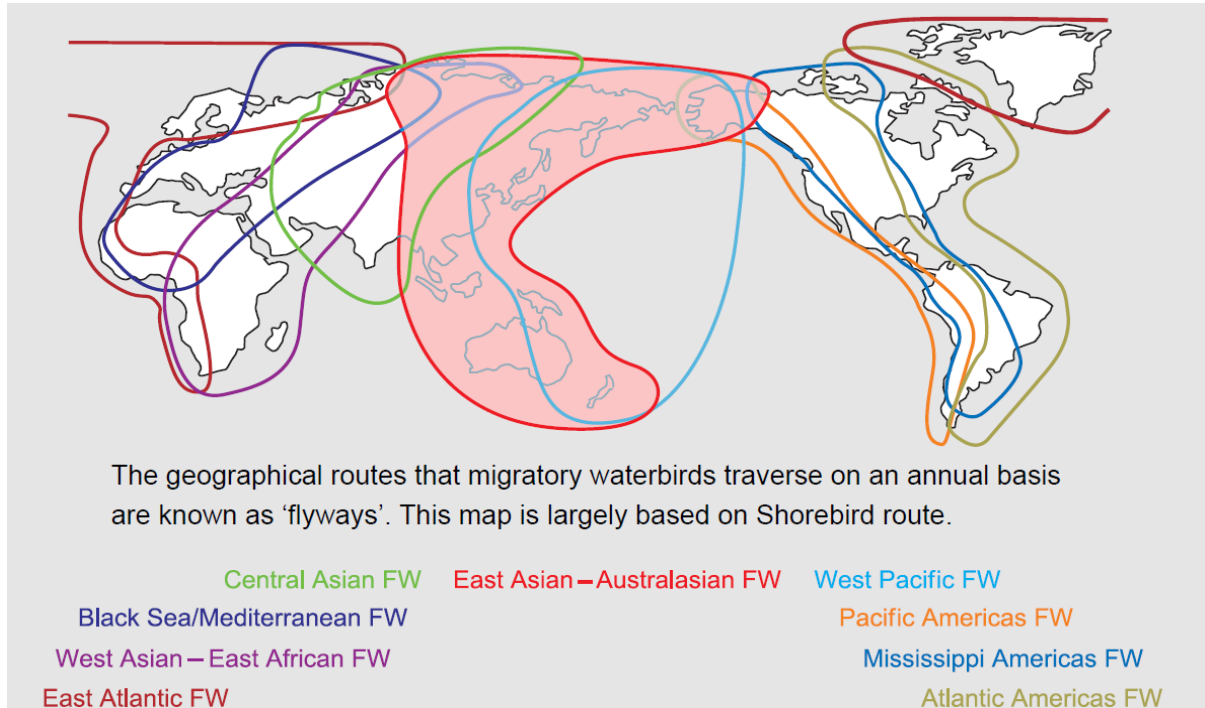 The geographical routes that migratory waterbirds traverse on an annual basis
are known as ‘flyways’. This map is largely based on Shorebird route.
Central Asian FW East Asian – Australasian FW West Pacific FW
Black Sea/Mediterranean FW Pacific Americas FW
West Asian – East African FW Mississippi Americas FW
East Atlantic FW Atlantic Americas FW